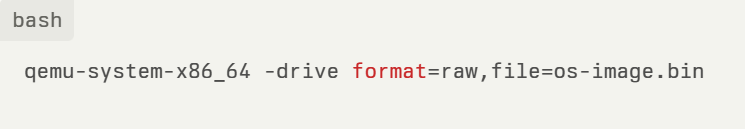 bash
qemu-system-x86_64 -drive format=raw,file=os-image.bin